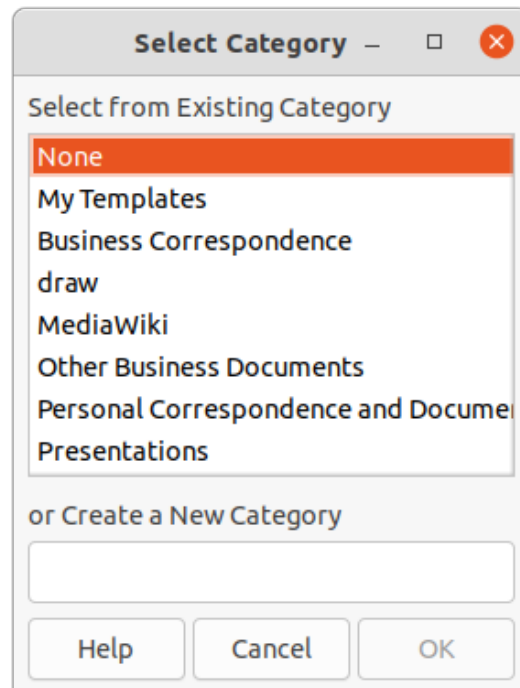 Select Category
Select from Existing Category
None
My Templates
Business Correspondence
draw
MediaWiki
Other Business Documents
Personal Correspondence and Docume
Presentations
or Create a New Category
Help Cancel OK